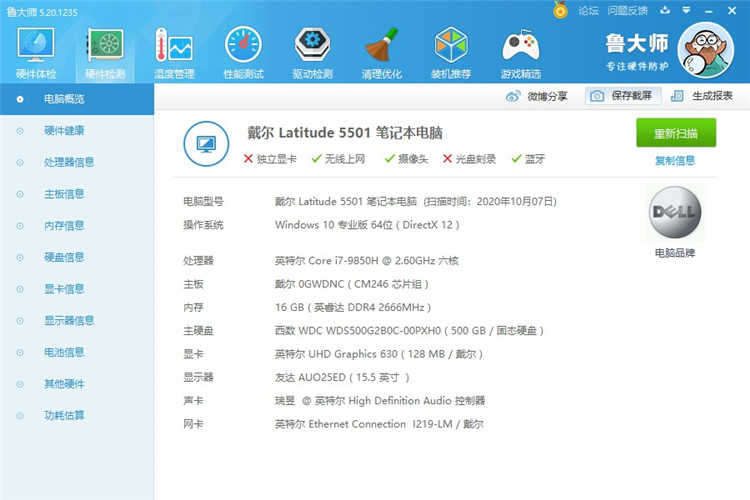 鲁大师 5.20.1235
论坛 问题反馈
硬件体检 硬件检测 温度管理 性能测试 驱动检测 清理优化 装机推荐 游戏精选
鲁大师
专注硬件防护
微博分享 保存截屏 生成报表
电脑概览
硬件健康
处理器信息
主板信息
内存信息
硬盘信息
显卡信息
显示器信息
电池信息
其他硬件
功耗估算
戴尔 Latitude 5501 笔记本电脑
独立显卡 无线上网 摄像头 光盘刻录 蓝牙
重新扫描
复制信息
DELL
电脑品牌
电脑型号 戴尔 Latitude 5501 笔记本电脑 (扫描时间：2020年10月07日)
操作系统 Windows 10 专业版 64位 ( DirectX 12 )
处理器 英特尔 Core i7-9850H @ 2.60GHz 六核
主板 戴尔 0GWDNC ( CM246 芯片组 )
内存 16 GB ( 英睿达 DDR4 2666MHz )
主硬盘 西数 WDC WDS500G2B0C-00PXH0 ( 500 GB / 固态硬盘 )
显卡 英特尔 UHD Graphics 630 ( 128 MB / 戴尔 )
显示器 友达 AUO25ED ( 15.5 英寸 )
声卡 瑞昱 @ 英特尔 High Definition Audio 控制器
网卡 英特尔 Ethernet Connection I219-LM / 戴尔